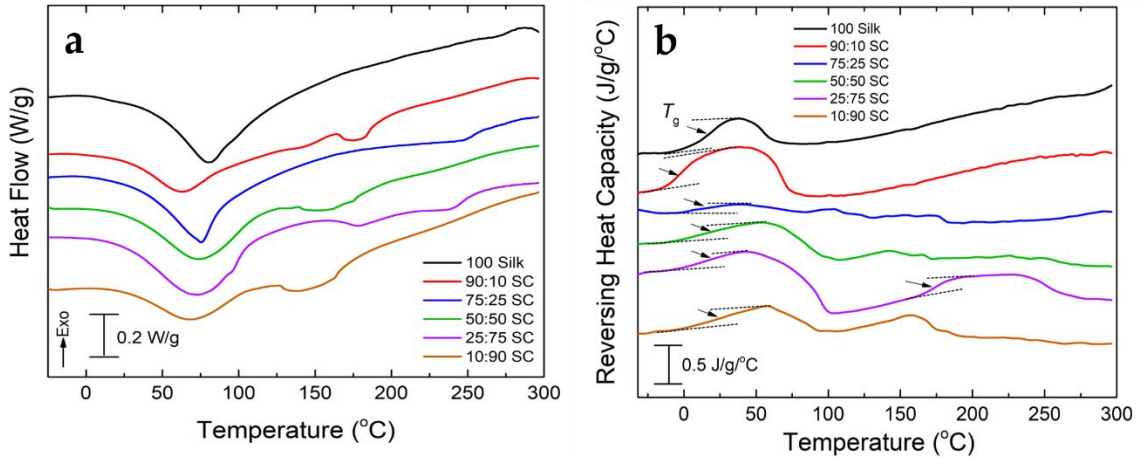 a
Heat Flow (W/g)
100 Silk
90:10 SC
75:25 SC
50:50 SC
25:75 SC
10:90 SC
Exo
0.2 W/g
0 50 100 150 200 250 300
Temperature (°C)
b
Reversing Heat Capacity (J/g/°C)
100 Silk
90:10 SC
75:25 SC
50:50 SC
25:75 SC
10:90 SC
Tg
0.5 J/g/°C
0 50 100 150 200 250 300
Temperature (°C)